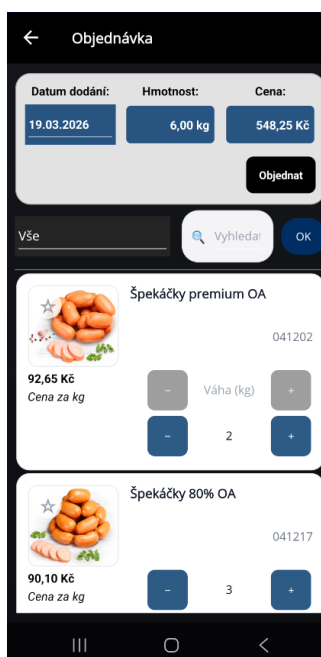 ← Objednávka
Datum dodání: Hmotnost: Cena:
19.03.2026 6,00 kg 548,25 Kč
Objednat
Vše Vyhledat OK
Špekáčky premium OA
041202
92,65 Kč
Cena za kg
− Váha (kg) +
− 2 +
Špekáčky 80% OA
041217
90,10 Kč
Cena za kg
− 3 +